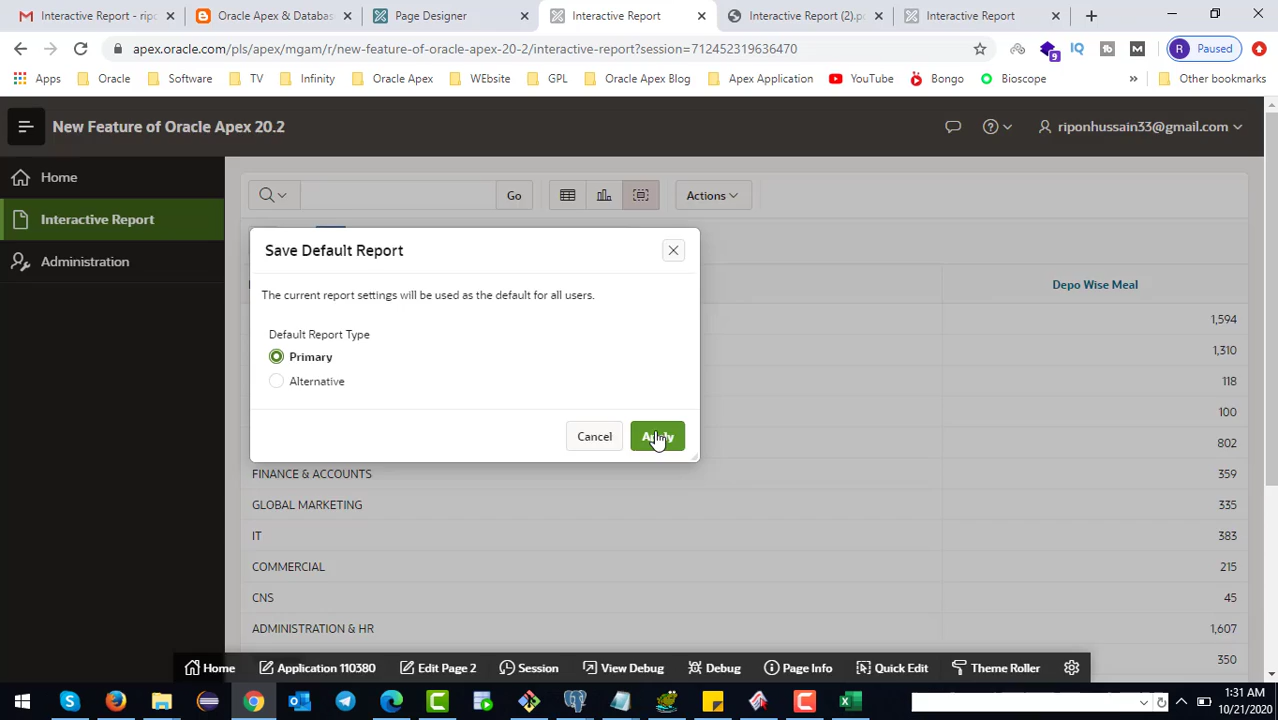 Interactive Report - ripo
Oracle Apex & Databas
Page Designer
Interactive Report
Interactive Report (2).p
Interactive Report
apex.oracle.com/pls/apex/mgam/r/new-feature-of-oracle-apex-20-2/interactive-report?session=712452319636470
9
IQ
M
R Paused
Apps
Oracle
Software
TV
Infinity
Oracle Apex
WEbsite
GPL
Oracle Apex Blog
Apex Application
YouTube
Bongo
Bioscope
»
Other bookmarks
New Feature of Oracle Apex 20.2
riponhussain33@gmail.com
Home
Interactive Report
Administration
Go
Actions
Save Default Report
The current report settings will be used as the default for all users.
Default Report Type
Primary
Alternative
Cancel
Apply
Depo Wise Meal
1,594
1,310
118
100
802
FINANCE & ACCOUNTS 359
GLOBAL MARKETING 335
IT 383
COMMERCIAL 215
CNS 45
ADMINISTRATION & HR 1,607
350
Home
Application 110380
Edit Page 2
Session
View Debug
Debug
Page Info
Quick Edit
Theme Roller
1:31 AM
10/21/2020